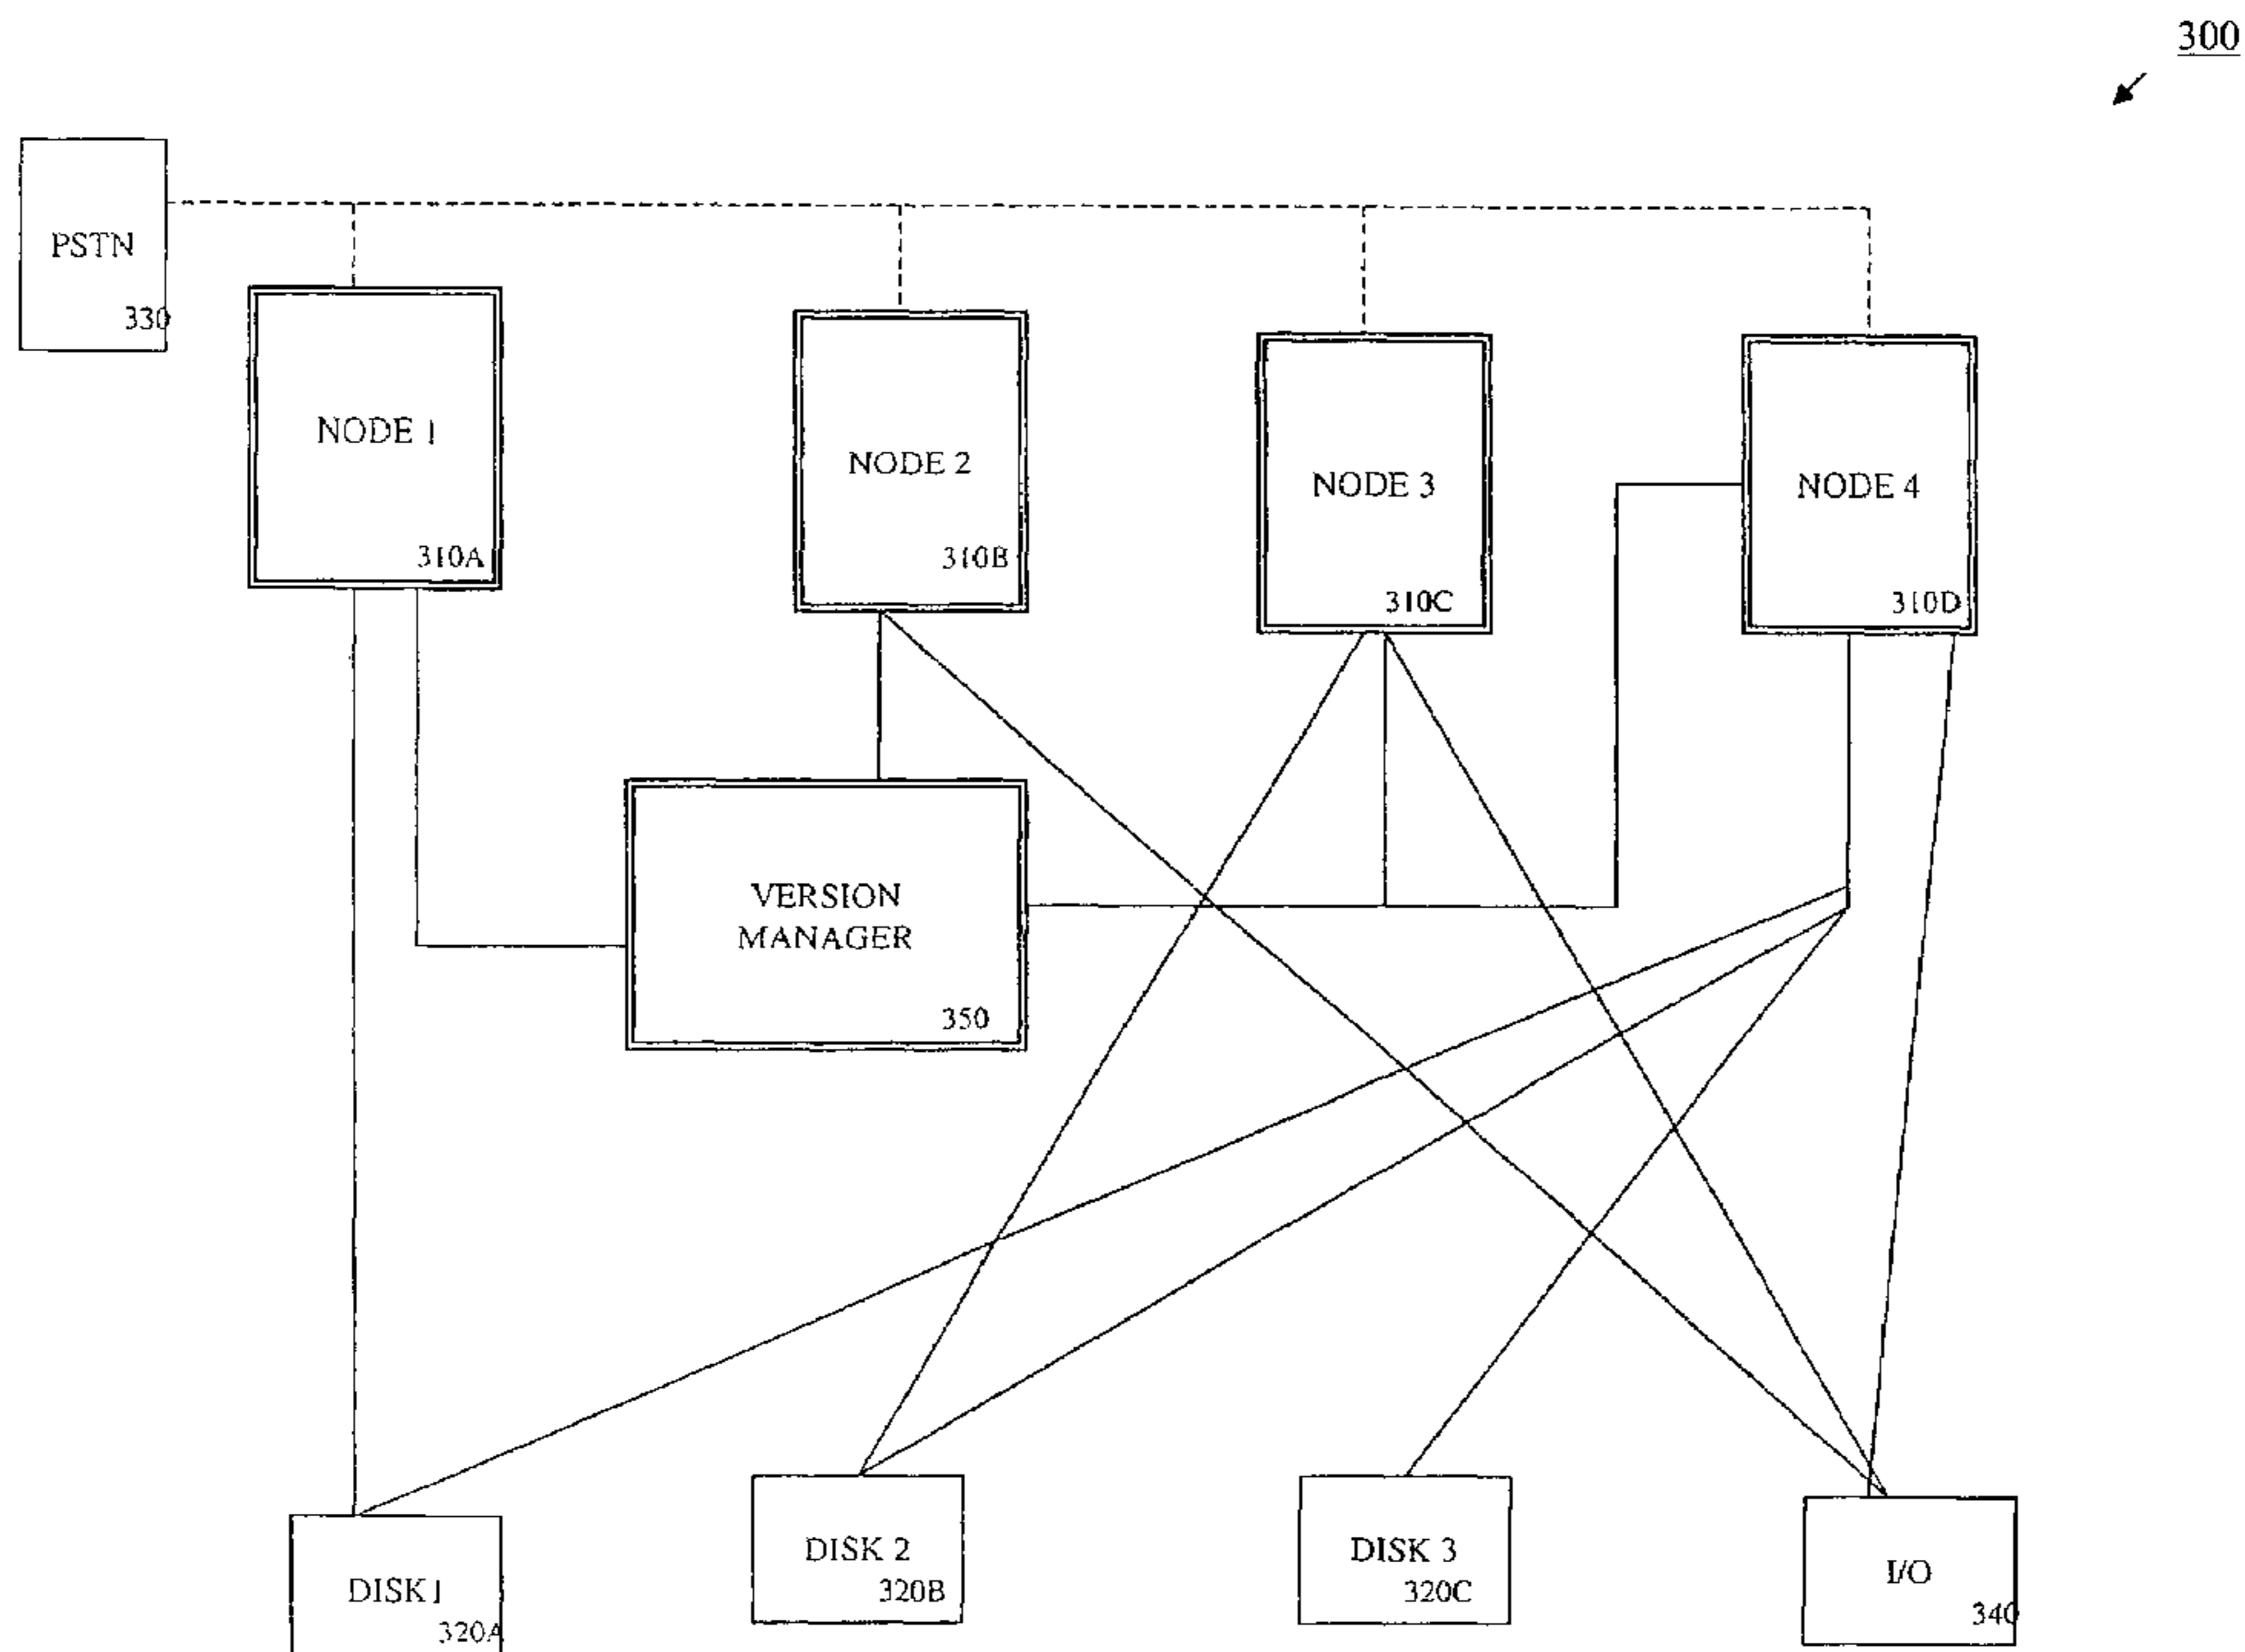 300
PSTN
330
NODE 1
310A
NODE 2
310B
NODE 3
310C
NODE 4
310D
VERSION
MANAGER
350
DISK 1
320A
DISK 2
320B
DISK 3
320C
I/O
340